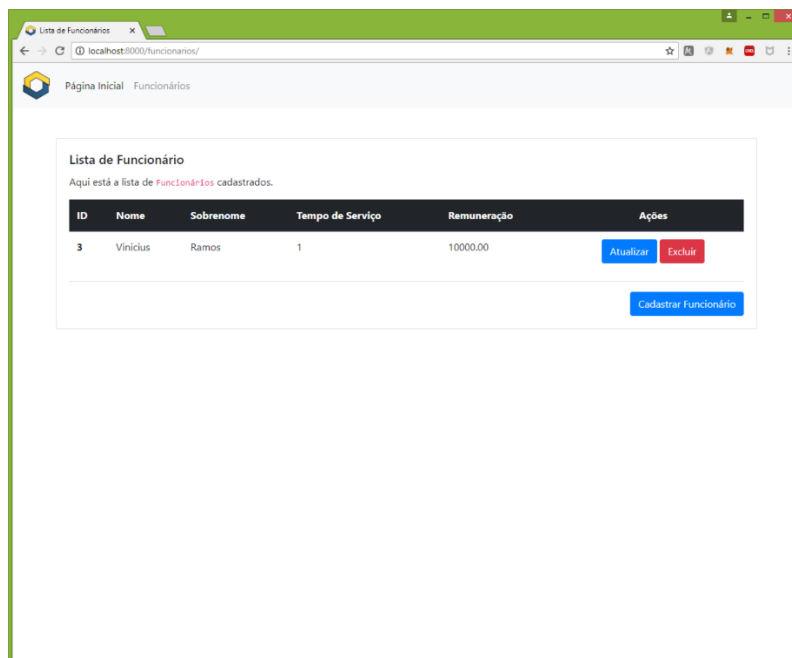 Lista de Funcionários
localhost:8000/funcionarios/
Página Inicial Funcionários
Lista de Funcionário
Aqui está a lista de Funcionários cadastrados.
ID Nome Sobrenome Tempo de Serviço Remuneração Ações
3 Vinicius Ramos 1 10000.00 Atualizar Excluir
Cadastrar Funcionário